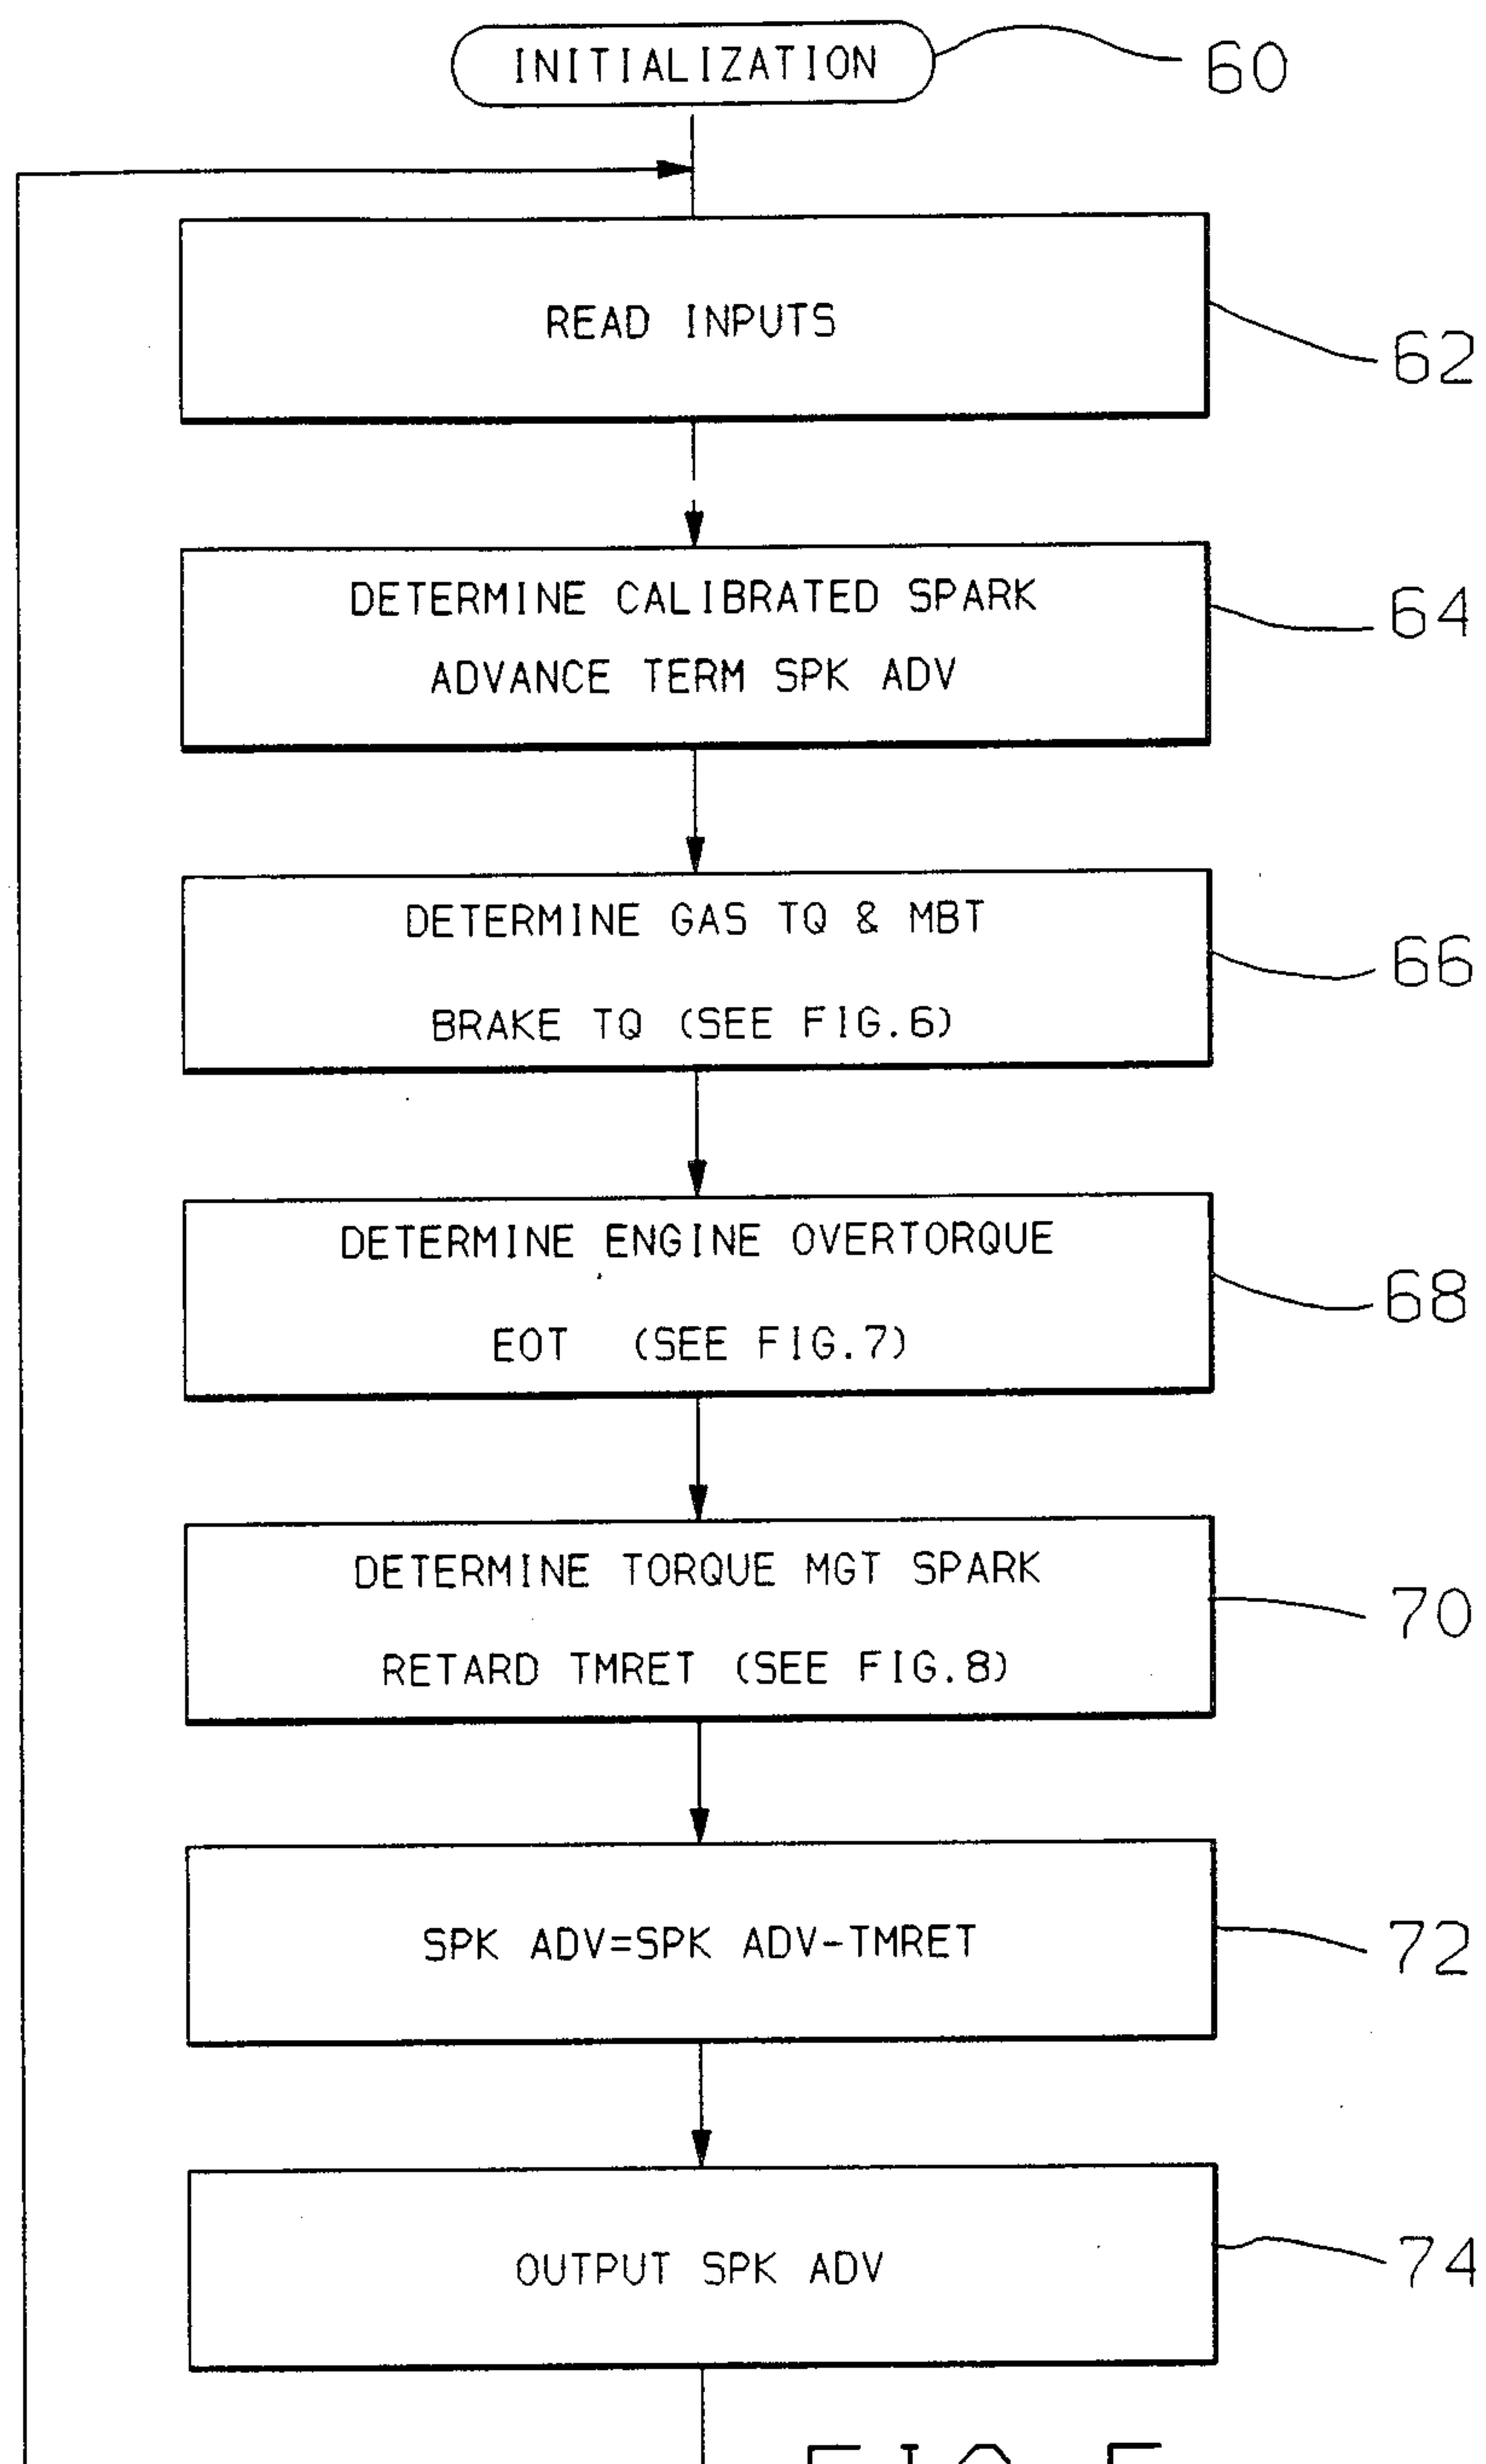 INITIALIZATION
60
READ INPUTS
62
DETERMINE CALIBRATED SPARK
ADVANCE TERM SPK ADV
64
DETERMINE GAS TQ & MBT
BRAKE TQ (SEE FIG.6)
66
DETERMINE ENGINE OVERTORQUE
EOT (SEE FIG.7)
68
DETERMINE TORQUE MGT SPARK
RETARD TMRET (SEE FIG.8)
70
SPK ADV=SPK ADV-TMRET
72
OUTPUT SPK ADV
74